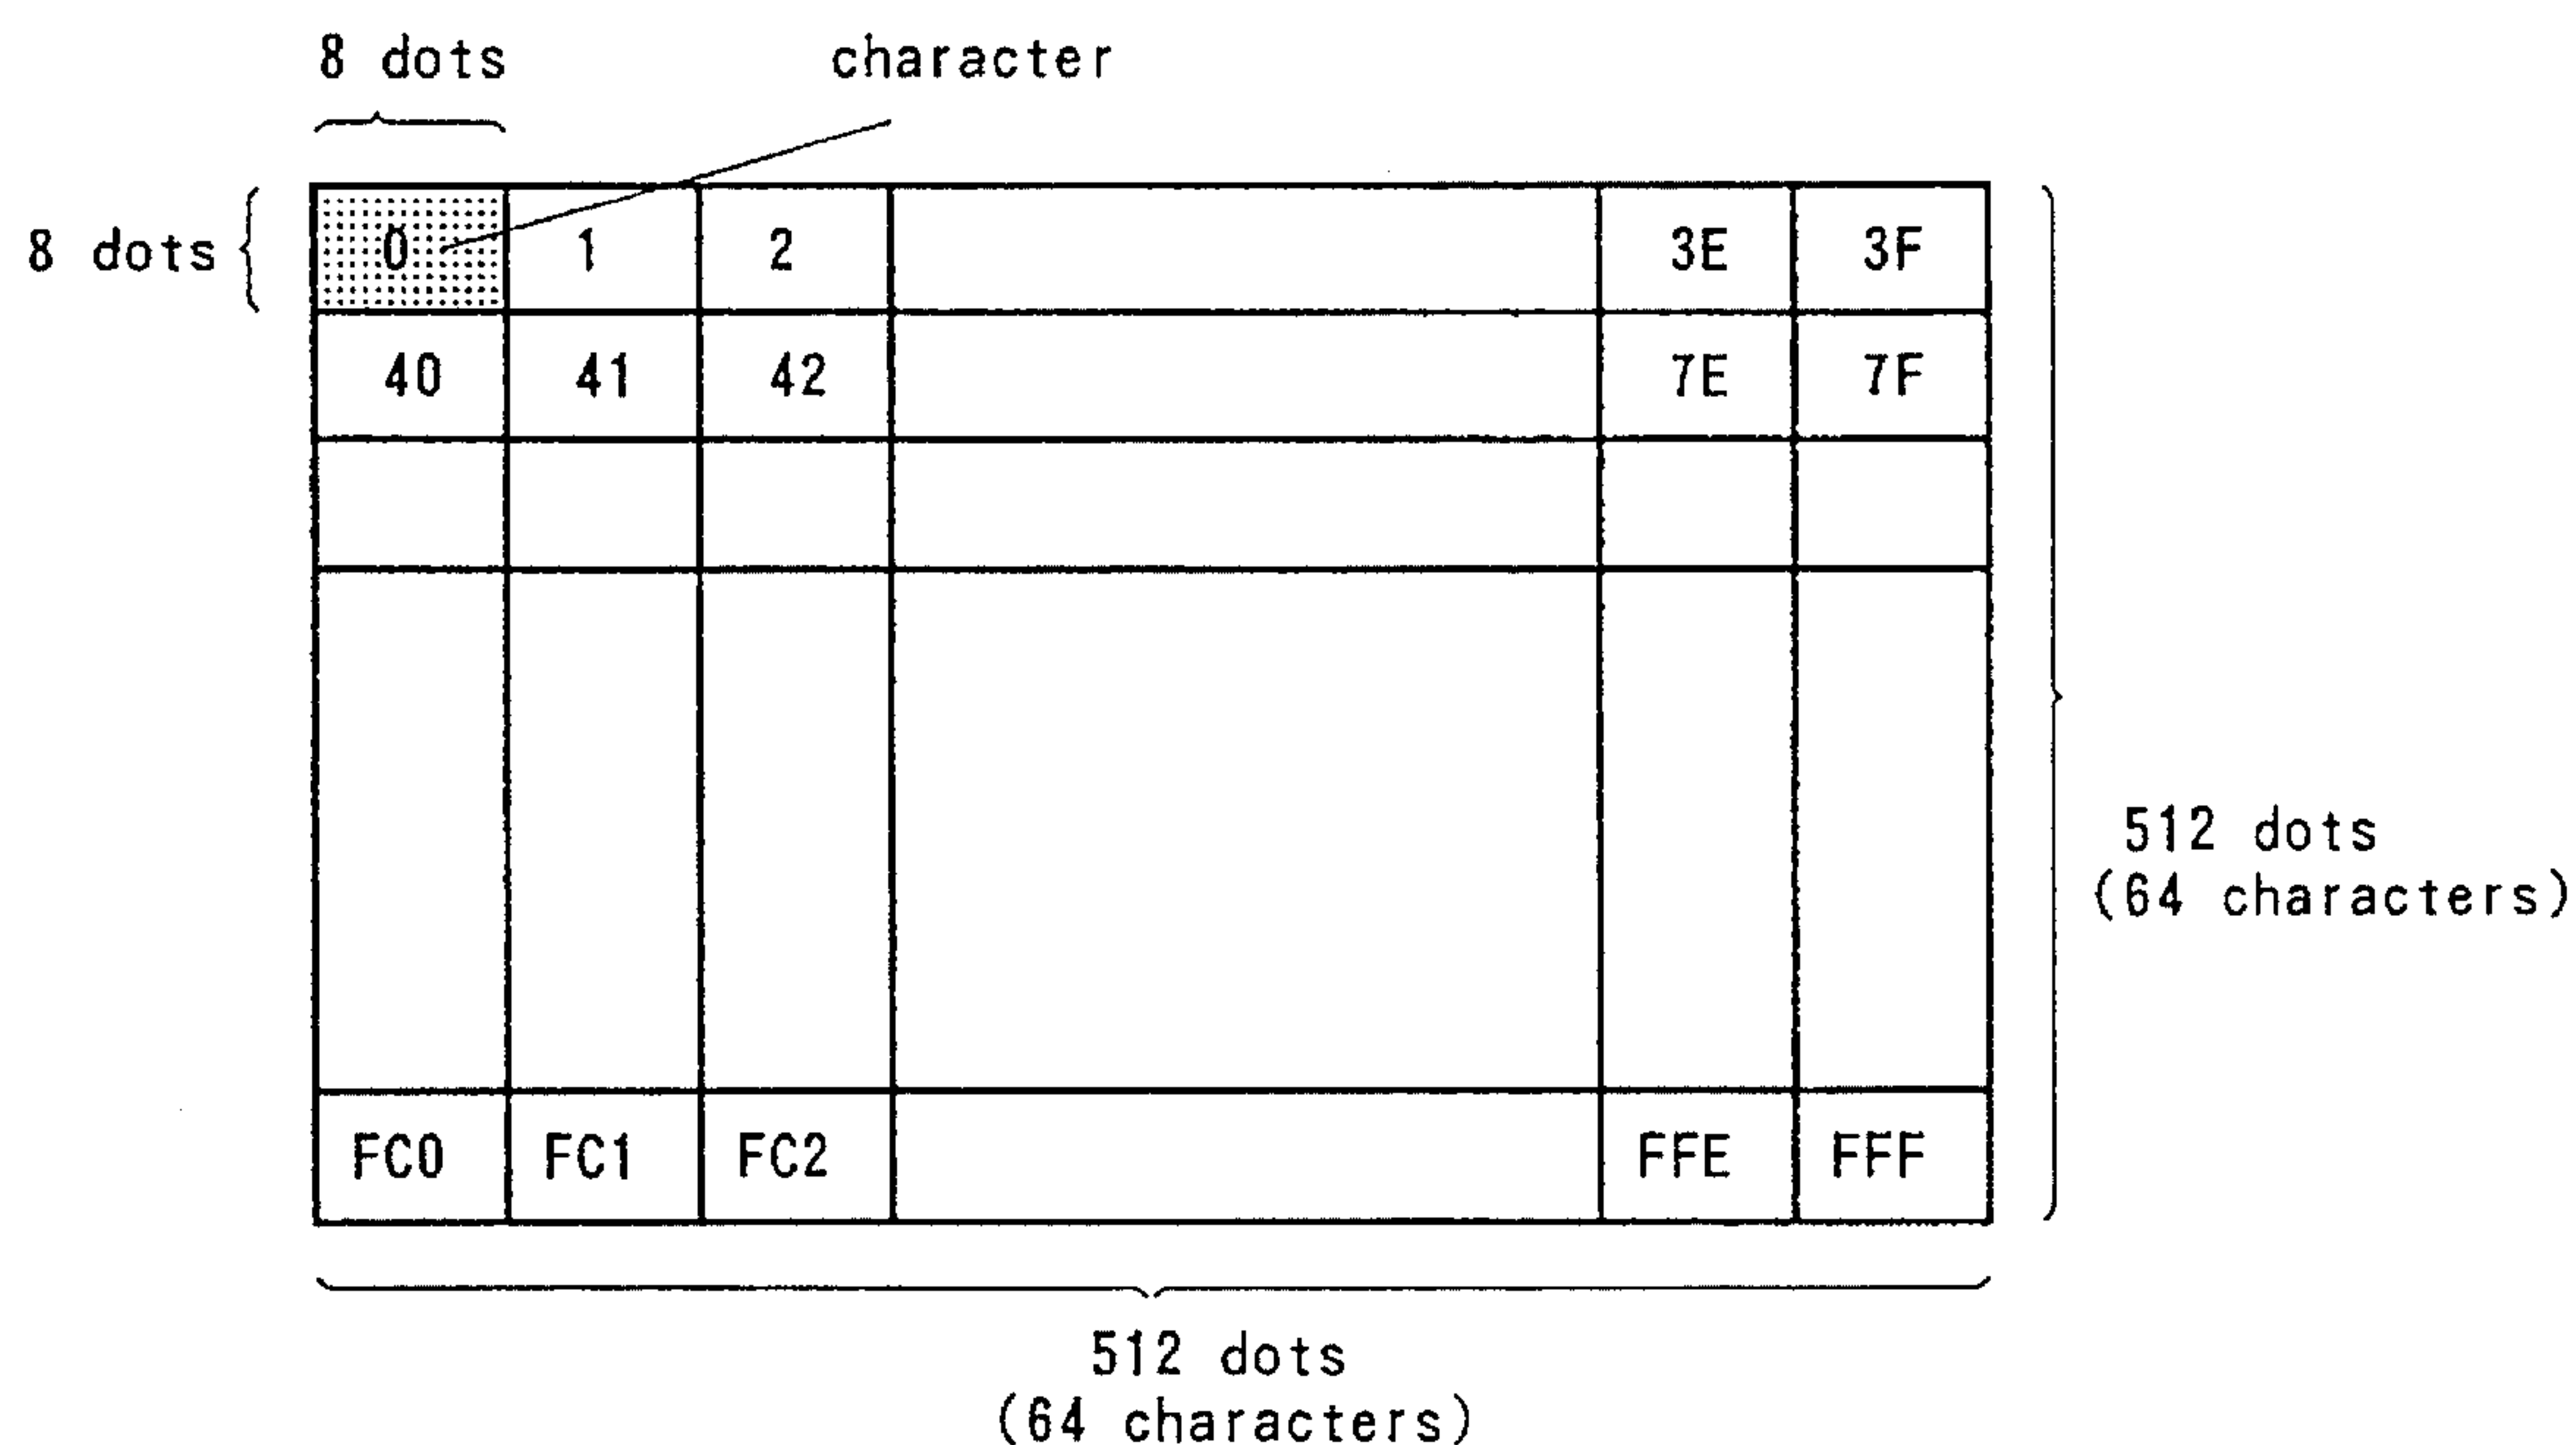 8 dots
character
8 dots
0 1 2 3E 3F
40 41 42 7E 7F
512 dots
(64 characters)
FC0 FC1 FC2 FFE FFF
512 dots
(64 characters)